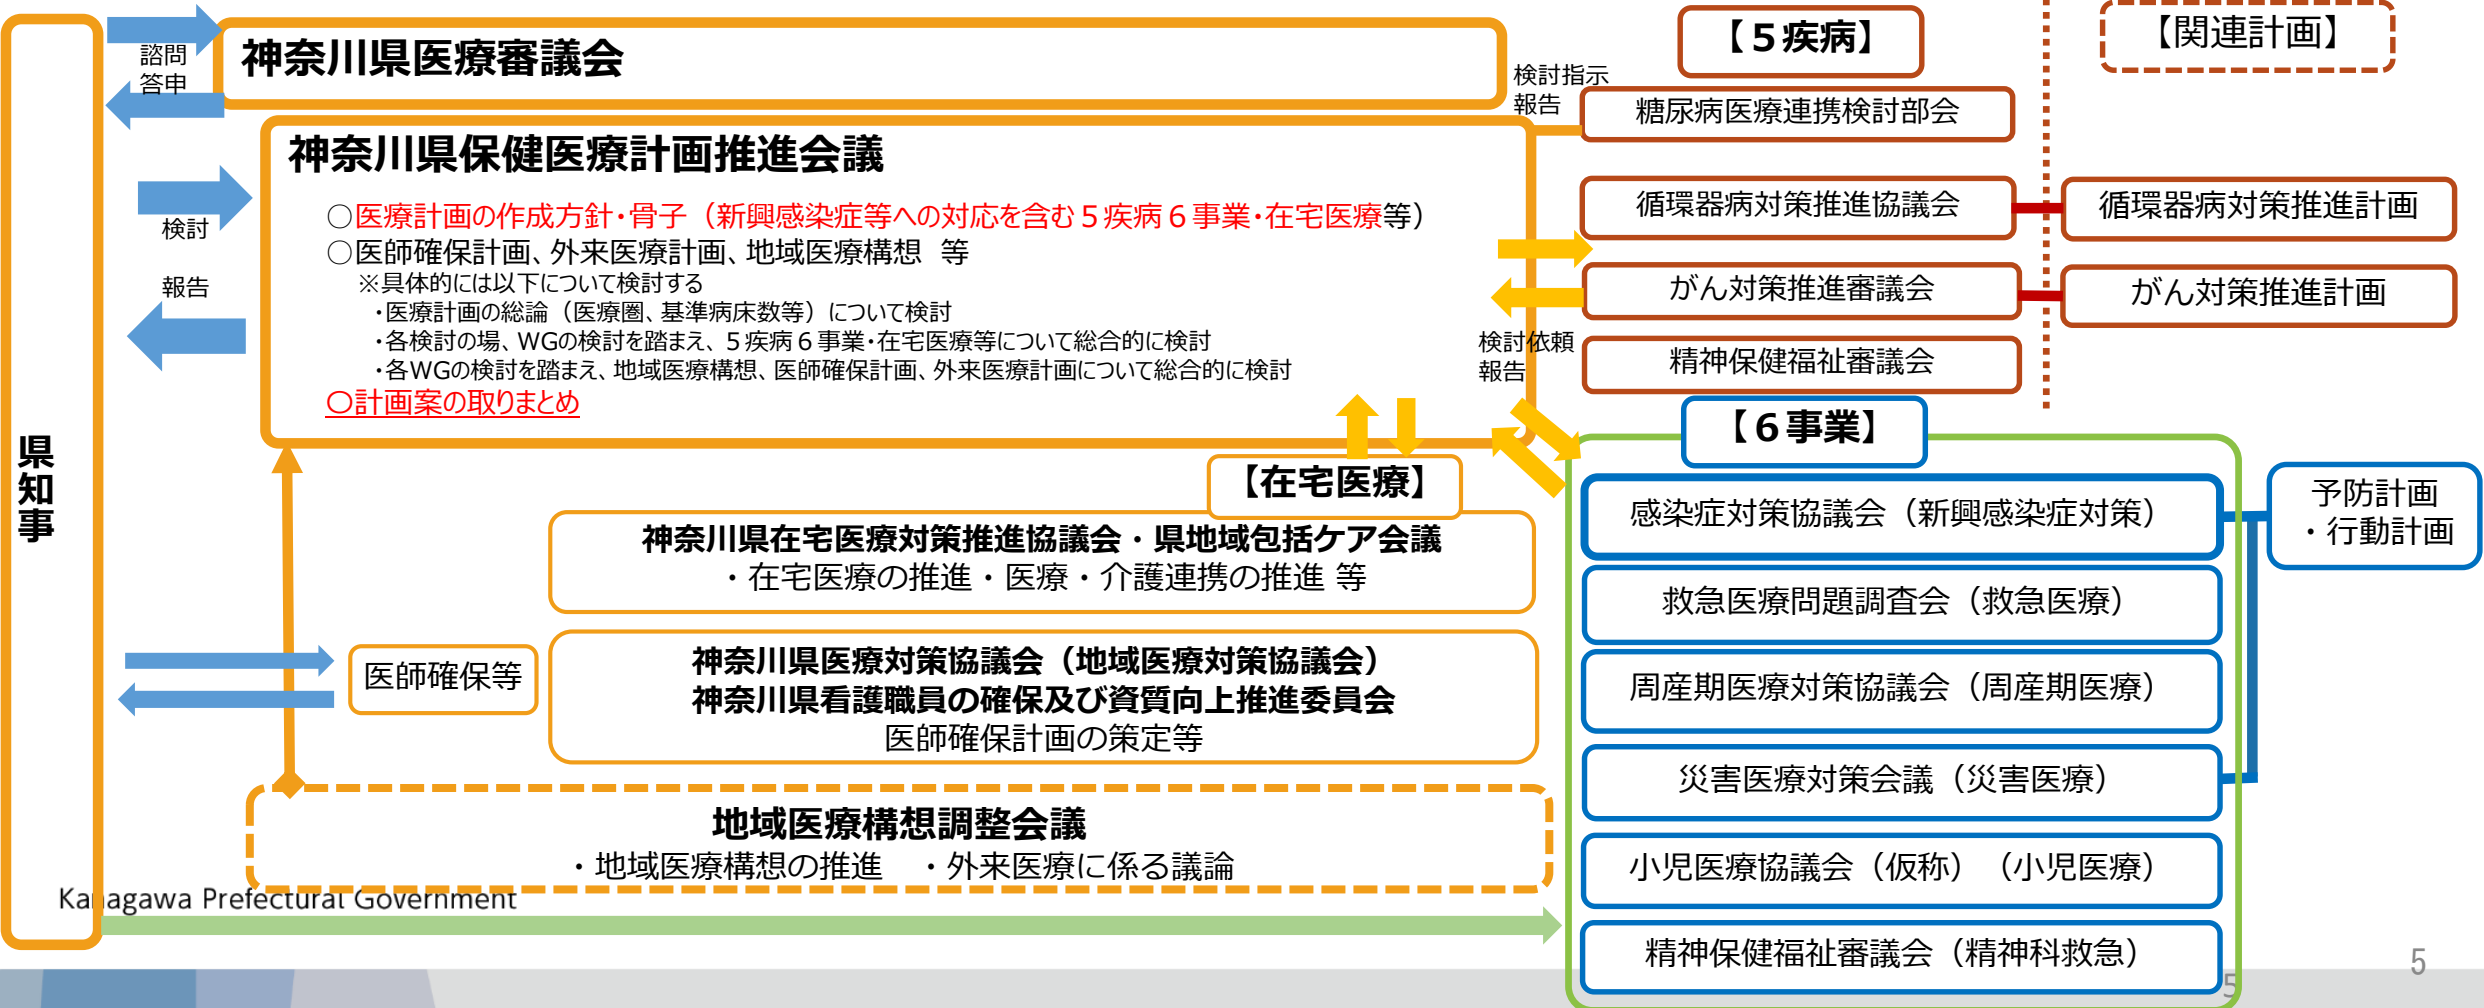 県知事
諮問
答申
神奈川県医療審議会
検討
報告
神奈川県保健医療計画推進会議
○医療計画の作成方針・骨子（新興感染症等への対応を含む５疾病６事業・在宅医療等）
○医師確保計画、外来医療計画、地域医療構想 等
※具体的には以下について検討する
・医療計画の総論（医療圏、基準病床数等）について検討
・各検討の場、WGの検討を踏まえ、５疾病６事業・在宅医療等について総合的に検討
・各WGの検討を踏まえ、地域医療構想、医師確保計画、外来医療計画について総合的に検討
〇計画案の取りまとめ
検討指示
報告
検討依頼
報告
【５疾病】
糖尿病医療連携検討部会
循環器病対策推進協議会
がん対策推進審議会
精神保健福祉審議会
【関連計画】
循環器病対策推進計画
がん対策推進計画
【６事業】
感染症対策協議会（新興感染症対策）
救急医療問題調査会（救急医療）
周産期医療対策協議会（周産期医療）
災害医療対策会議（災害医療）
小児医療協議会（仮称）（小児医療）
精神保健福祉審議会（精神科救急）
予防計画
・行動計画
【在宅医療】
神奈川県在宅医療対策推進協議会・県地域包括ケア会議
・在宅医療の推進・医療・介護連携の推進 等
医師確保等
神奈川県医療対策協議会（地域医療対策協議会）
神奈川県看護職員の確保及び資質向上推進委員会
医師確保計画の策定等
地域医療構想調整会議
・地域医療構想の推進　・外来医療に係る議論
Kanagawa Prefectural Government
5
5